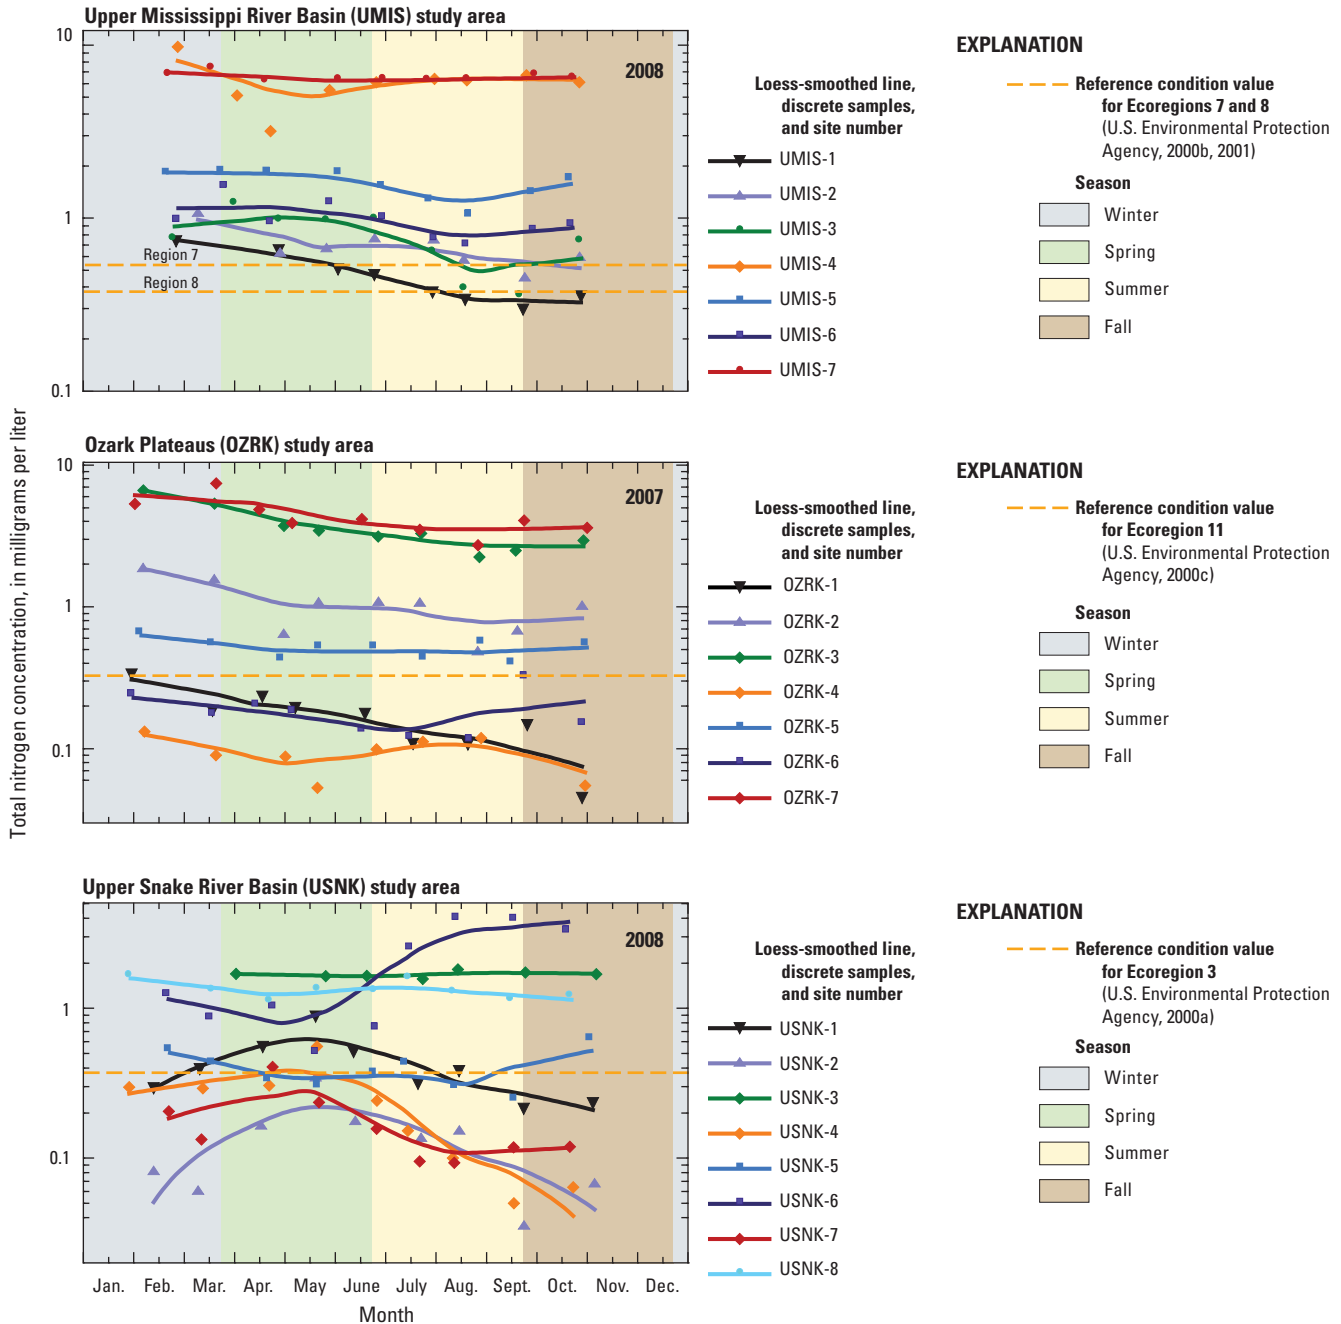 Upper Mississippi River Basin (UMIS) study area
10
1
0.1
2008
Region 7
Region 8
EXPLANATION
Loess-smoothed line,
discrete samples,
and site number
UMIS-1
UMIS-2
UMIS-3
UMIS-4
UMIS-5
UMIS-6
UMIS-7
Reference condition value
for Ecoregions 7 and 8
(U.S. Environmental Protection
Agency, 2000b, 2001)
Season
Winter
Spring
Summer
Fall
Total nitrogen concentration, in milligrams per liter
Ozark Plateaus (OZRK) study area
10
1
0.1
2007
EXPLANATION
Loess-smoothed line,
discrete samples,
and site number
OZRK-1
OZRK-2
OZRK-3
OZRK-4
OZRK-5
OZRK-6
OZRK-7
Reference condition value
for Ecoregion 11
(U.S. Environmental Protection
Agency, 2000c)
Season
Winter
Spring
Summer
Fall
Upper Snake River Basin (USNK) study area
1
0.1
2008
EXPLANATION
Loess-smoothed line,
discrete samples,
and site number
USNK-1
USNK-2
USNK-3
USNK-4
USNK-5
USNK-6
USNK-7
USNK-8
Reference condition value
for Ecoregion 3
(U.S. Environmental Protection
Agency, 2000a)
Season
Winter
Spring
Summer
Fall
Jan. Feb. Mar. Apr. May June July Aug. Sept. Oct. Nov. Dec.
Month